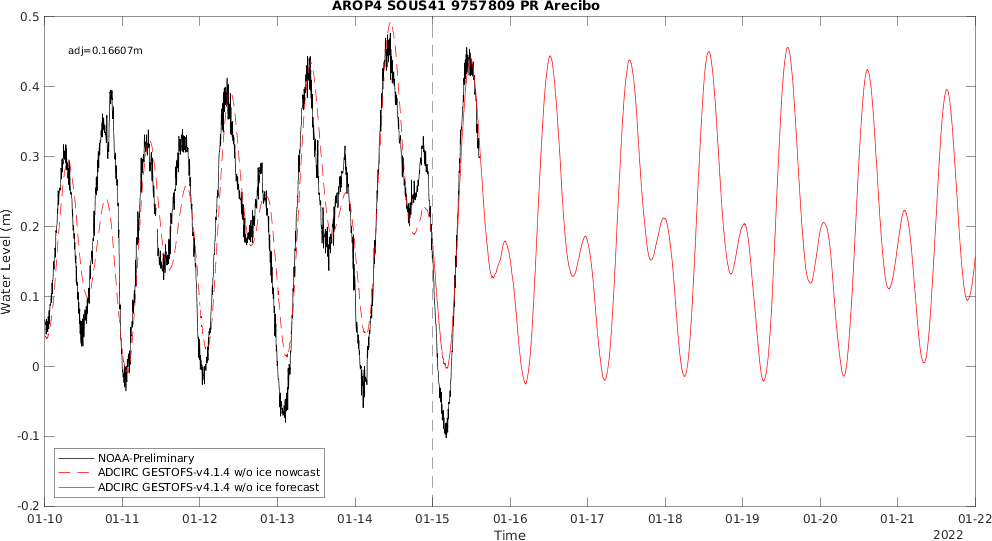 AROP4 SOUS41 9757809 PR Arecibo
adj=0.16607m
0.5
0.4
0.3
0.2
0.1
0
-0.1
-0.2
Water Level (m)
NOAA-Preliminary
ADCIRC GESTOFS-v4.1.4 w/o ice nowcast
ADCIRC GESTOFS-v4.1.4 w/o ice forecast
01-10 01-11 01-12 01-13 01-14 01-15 01-16 01-17 01-18 01-19 01-20 01-21 01-22
Time
2022